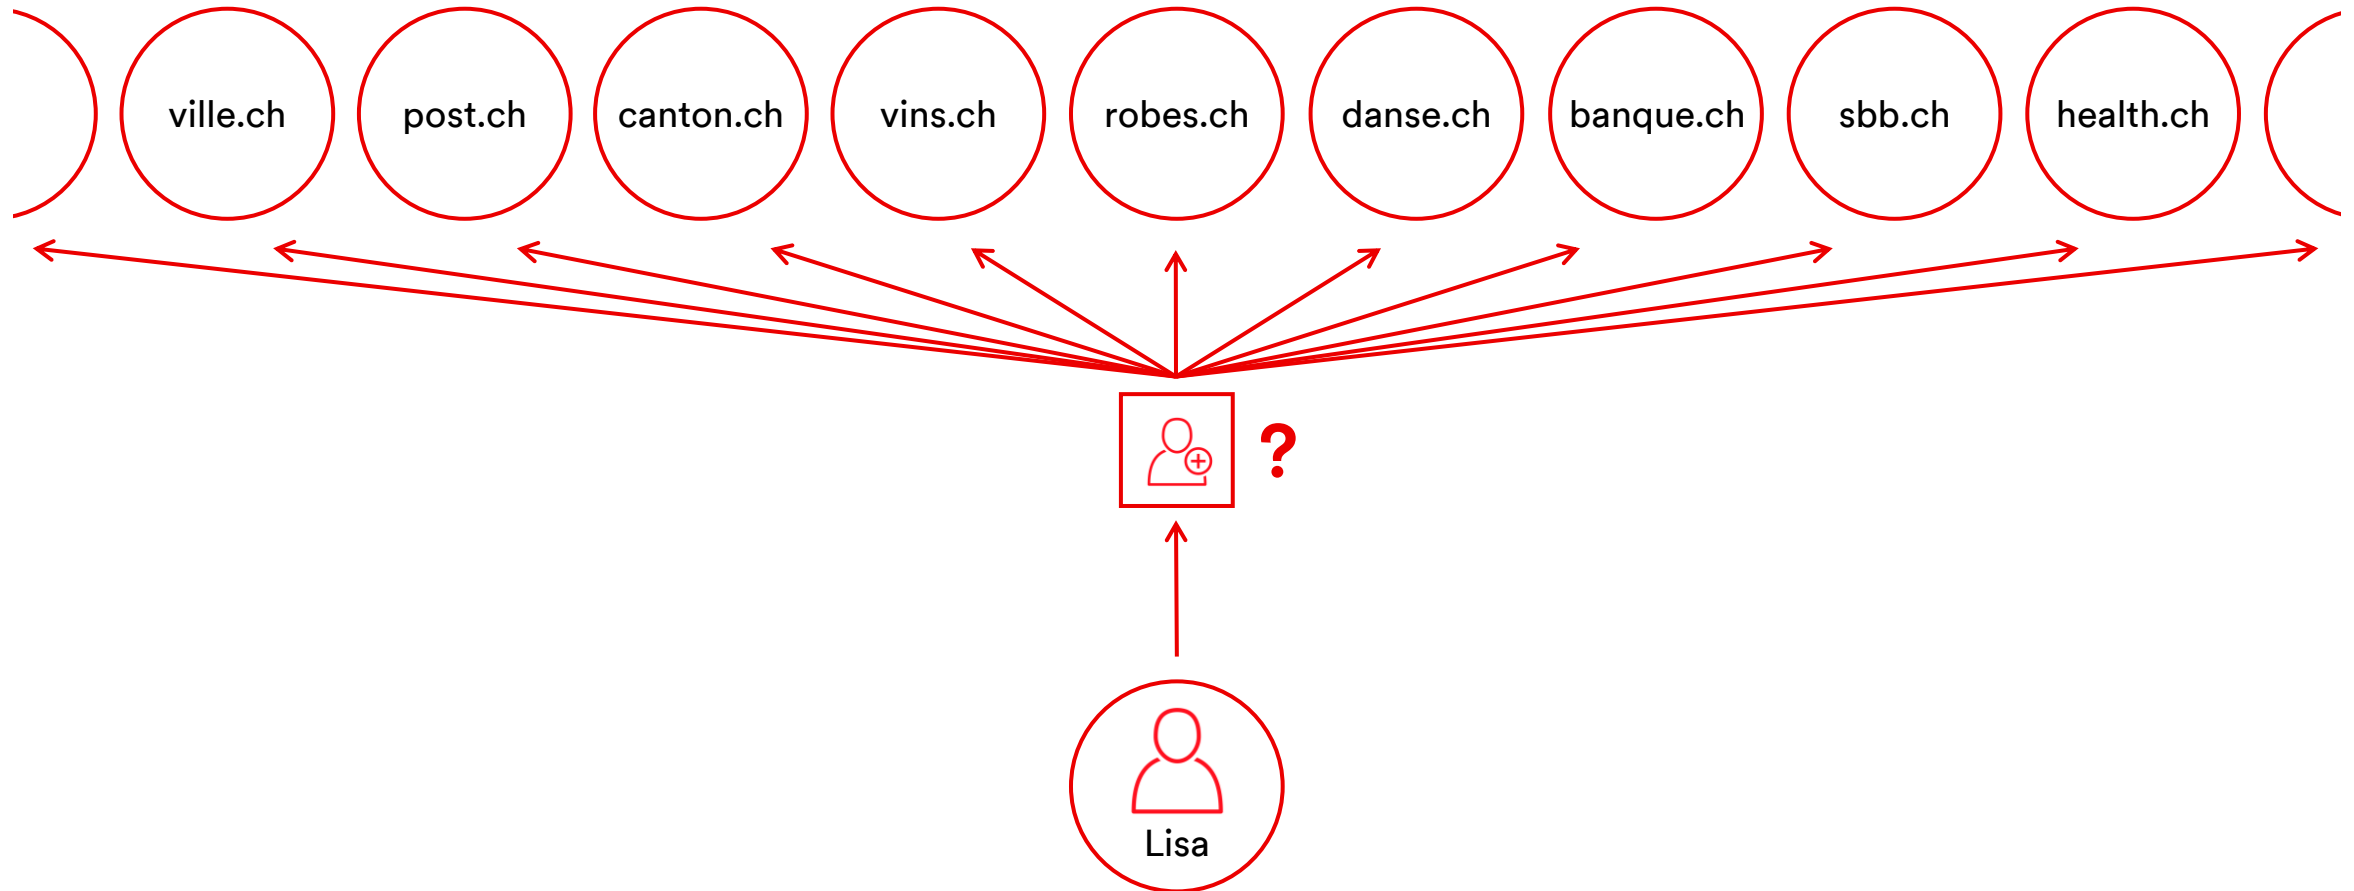 ville.ch
post.ch
canton.ch
vins.ch
robes.ch
danse.ch
banque.ch
sbb.ch
health.ch
?
Lisa